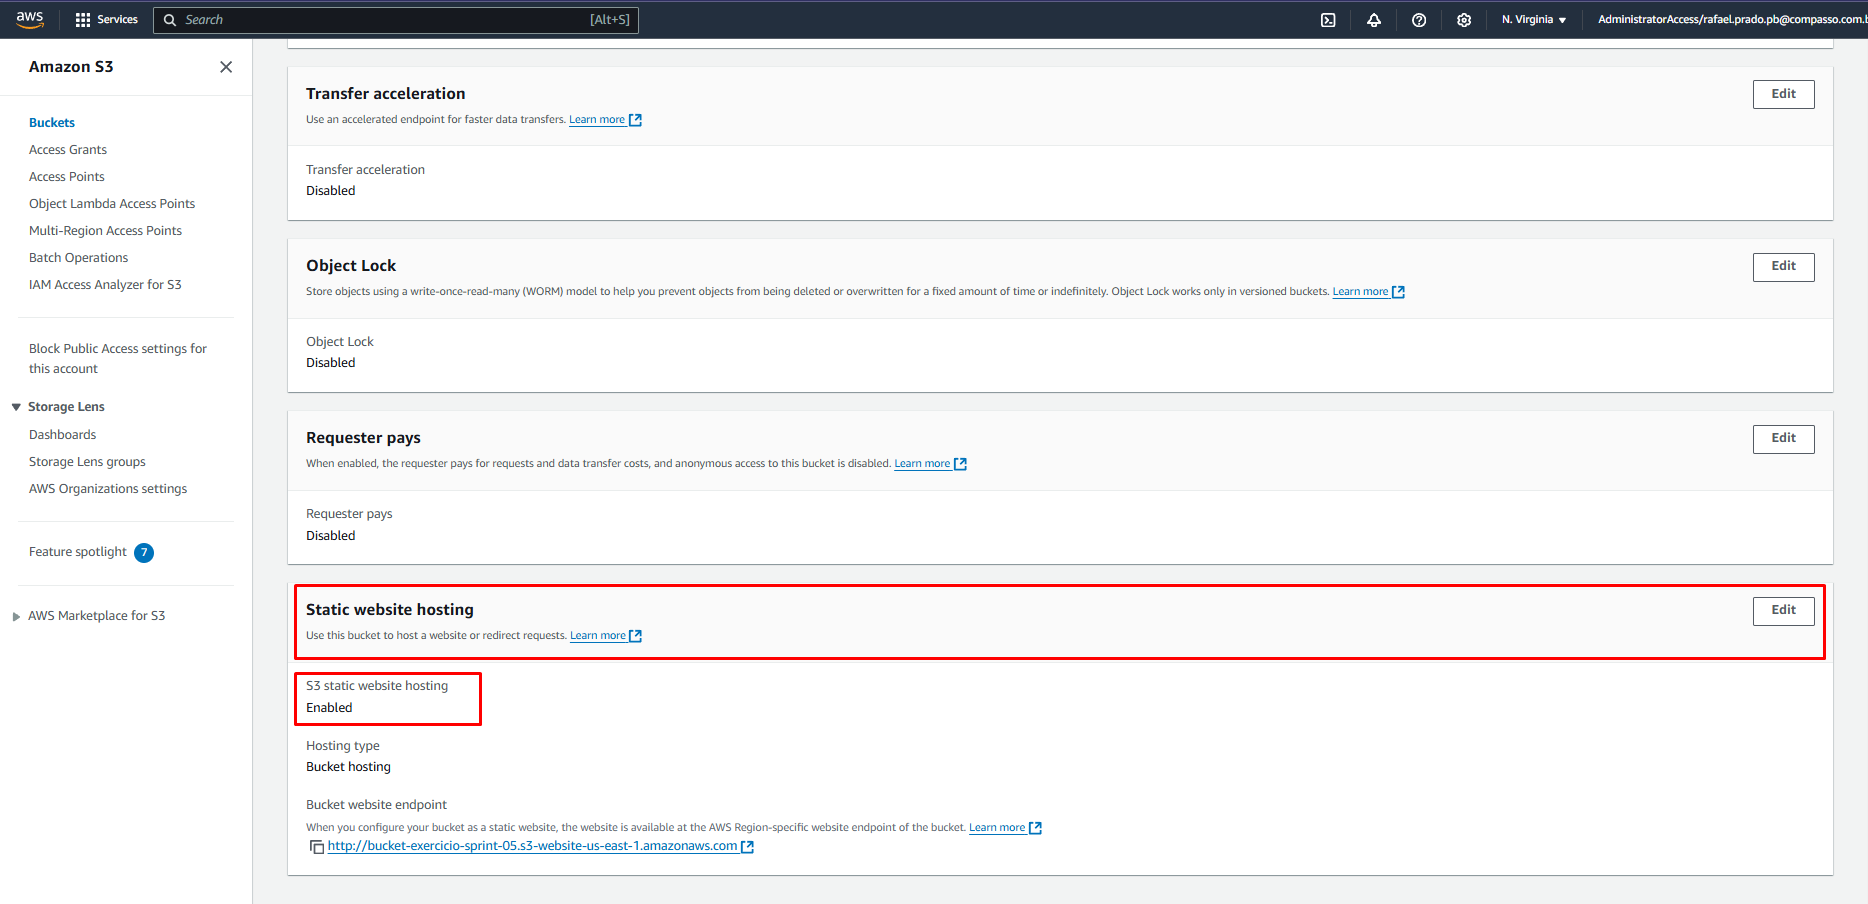 aws Services Search [Alt+S] N. Virginia AdministratorAccess/rafael.prado.pb@compasso.com.b
Amazon S3
Buckets
Access Grants
Access Points
Object Lambda Access Points
Multi-Region Access Points
Batch Operations
IAM Access Analyzer for S3
Block Public Access settings for
this account
Storage Lens
Dashboards
Storage Lens groups
AWS Organizations settings
Feature spotlight 7
AWS Marketplace for S3
Transfer acceleration Edit
Use an accelerated endpoint for faster data transfers. Learn more
Transfer acceleration
Disabled
Object Lock Edit
Store objects using a write-once-read-many (WORM) model to help you prevent objects from being deleted or overwritten for a fixed amount of time or indefinitely. Object Lock works only in versioned buckets. Learn more
Object Lock
Disabled
Requester pays Edit
When enabled, the requester pays for requests and data transfer costs, and anonymous access to this bucket is disabled. Learn more
Requester pays
Disabled
Static website hosting Edit
Use this bucket to host a website or redirect requests. Learn more
S3 static website hosting
Enabled
Hosting type
Bucket hosting
Bucket website endpoint
When you configure your bucket as a static website, the website is available at the AWS Region-specific website endpoint of the bucket. Learn more
http://bucket-exercicio-sprint-05.s3-website-us-east-1.amazonaws.com